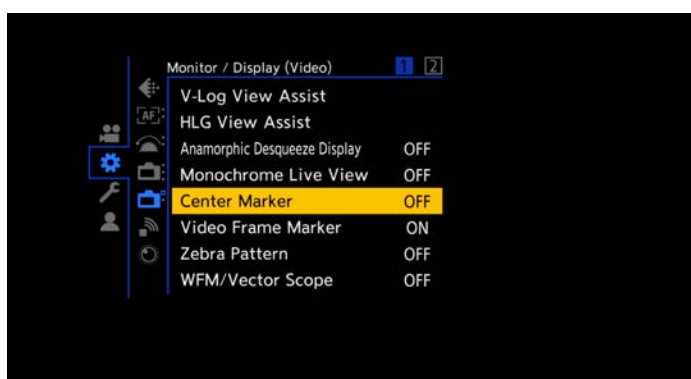 Monitor / Display (Video) 1 2
V-Log View Assist
AF
HLG View Assist
Anamorphic Desqueeze Display OFF
Monochrome Live View OFF
Center Marker OFF
Video Frame Marker ON
Zebra Pattern OFF
WFM/Vector Scope OFF